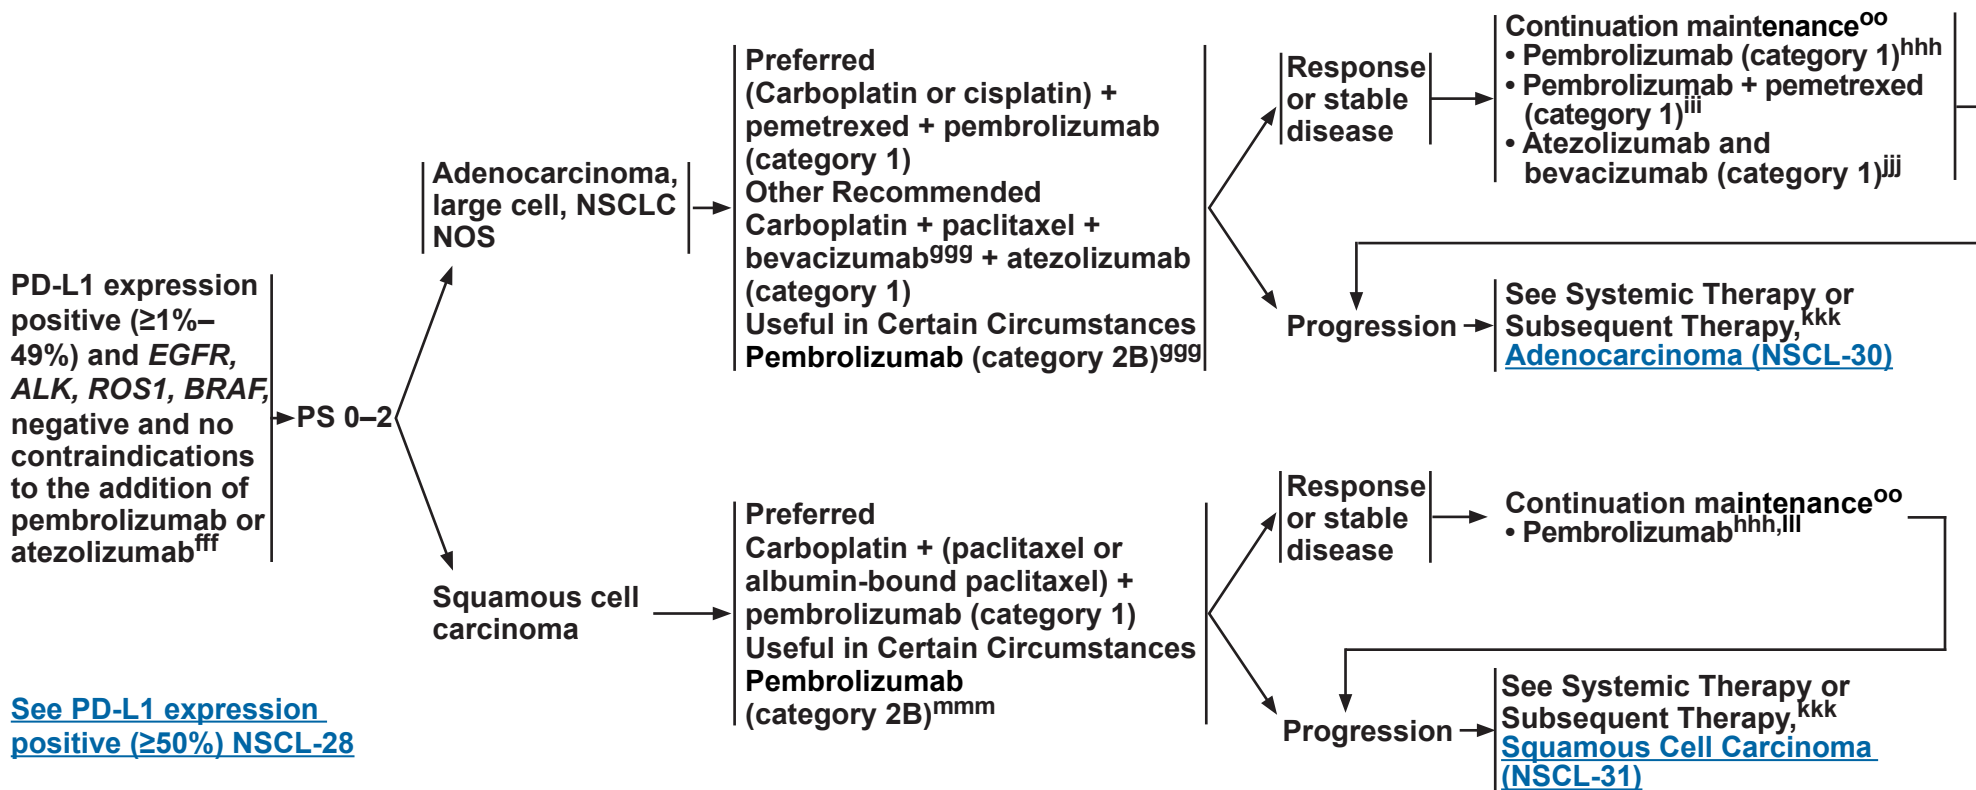 PD-L1 expression
positive (≥1%–
49%) and EGFR,
ALK, ROS1, BRAF,
negative and no
contraindications
to the addition of
pembrolizumab or
atezolizumabfff
See PD-L1 expression
positive (≥50%) NSCL-28
PS 0–2
Adenocarcinoma,
large cell, NSCLC
NOS
Preferred
(Carboplatin or cisplatin) +
pemetrexed + pembrolizumab
(category 1)
Other Recommended
Carboplatin + paclitaxel +
bevacizumabggg + atezolizumab
(category 1)
Useful in Certain Circumstances
Pembrolizumab (category 2B)ggg
Response
or stable
disease
Continuation maintenanceoo
• Pembrolizumab (category 1)hhh
• Pembrolizumab + pemetrexed
(category 1)iii
• Atezolizumab and
bevacizumab (category 1)jjj
Progression
See Systemic Therapy or
Subsequent Therapy,kkk
Adenocarcinoma (NSCL-30)
Squamous cell
carcinoma
Preferred
Carboplatin + (paclitaxel or
albumin-bound paclitaxel) +
pembrolizumab (category 1)
Useful in Certain Circumstances
Pembrolizumab
(category 2B)mmm
Response
or stable
disease
Continuation maintenanceoo
• Pembrolizumabhhh,lll
Progression
See Systemic Therapy or
Subsequent Therapy,kkk
Squamous Cell Carcinoma
(NSCL-31)